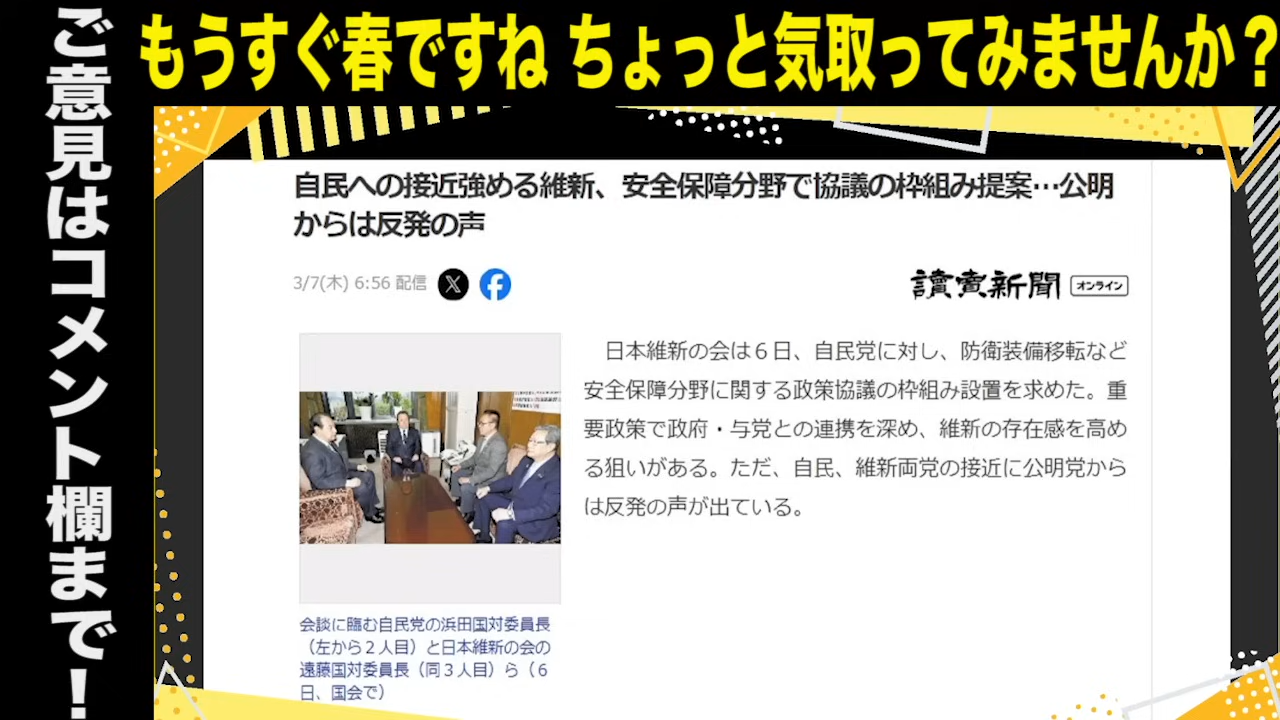 もうすぐ春ですね ちょっと気取ってみませんか?
ご意見はコメント欄まで!
自民への接近強める維新、安全保障分野で協議の枠組み提案…公明
からは反発の声
3/7(木) 6:56 配信
讀賣新聞 オンライン
日本維新の会は6日、自民党に対し、防衛装備移転など
安全保障分野に関する政策協議の枠組み設置を求めた。重
要政策で政府・与党との連携を深め、維新の存在感を高め
る狙いがある。ただ、自民、維新両党の接近に公明党から
は反発の声が出ている。
会談に臨む自民党の浜田国対委員長
(左から2人目)と日本維新の会の
遠藤国対委員長(同3人目)ら(6
日、国会で)